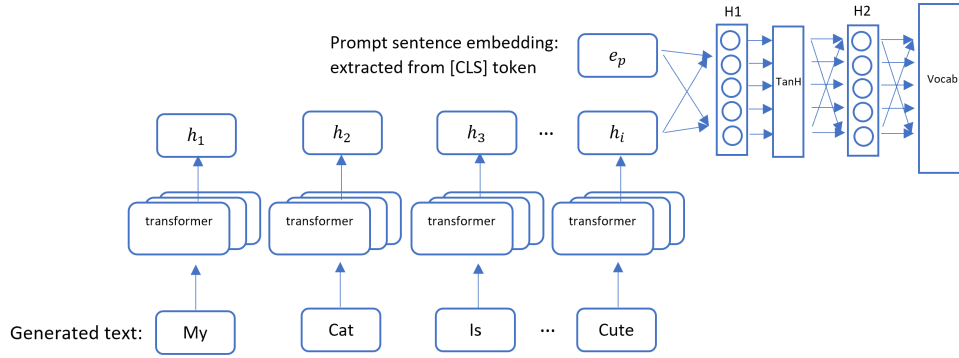 H1
H2
Prompt sentence embedding:
extracted from [CLS] token
e_p
TanH
Vocab
h_1
h_2
h_3
...
h_i
transformer
transformer
transformer
transformer
Generated text:
My
Cat
Is
...
Cute